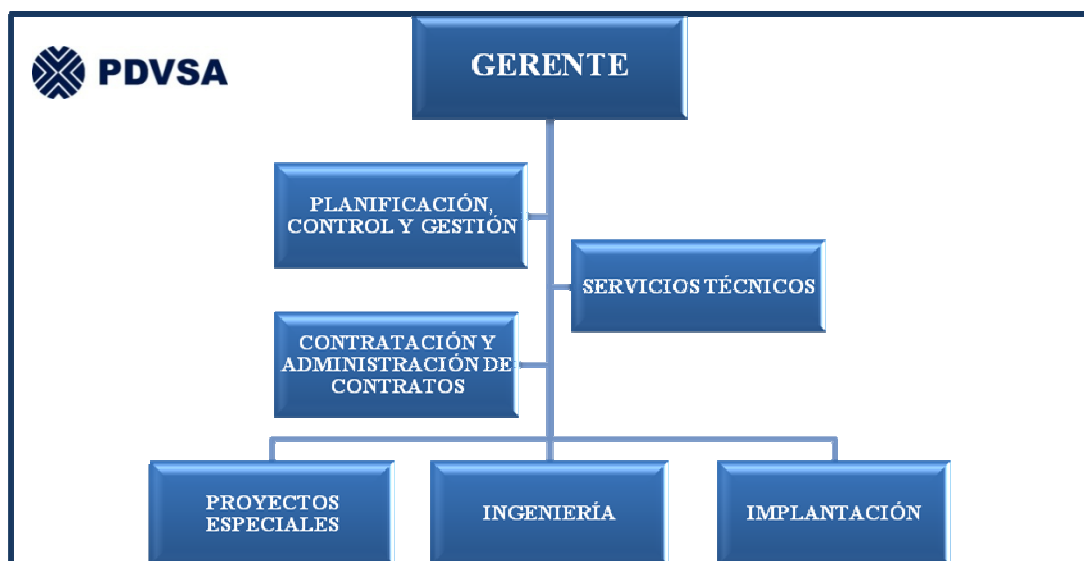 PDVSA
GERENTE
PLANIFICACIÓN,
CONTROL Y GESTIÓN
SERVICIOS TÉCNICOS
CONTRATACIÓN Y
ADMINISTRACIÓN DE
CONTRATOS
PROYECTOS
ESPECIALES
INGENIERÍA
IMPLANTACIÓN